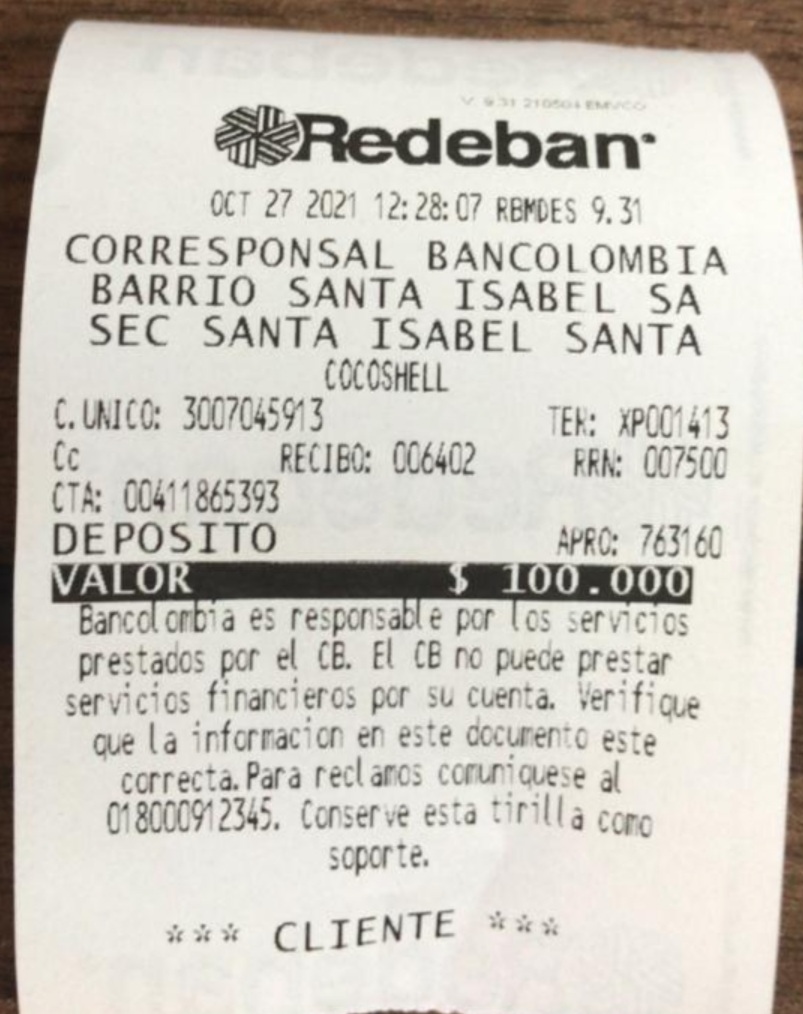 V 9.31 210504 EMVCO
Redeban
OCT 27 2021 12:28:07 RBMDES 9.31
CORRESPONSAL BANCOLOMBIA
BARRIO SANTA ISABEL SA
SEC SANTA ISABEL SANTA
COCOSHELL
C.UNICO: 3007045913 TER: XP001413
Cc RECIBO: 006402 RRN: 007500
CTA: 00411865393
DEPOSITO APRO: 763160
VALOR $ 100.000
Bancolombia es responsable por los servicios
prestados por el CB. El CB no puede prestar
servicios financieros por su cuenta. Verifique
que la informacion en este documento este
correcta.Para reclamos comuniquese al
018000912345. Conserve esta tirilla como
soporte.
*** CLIENTE ***